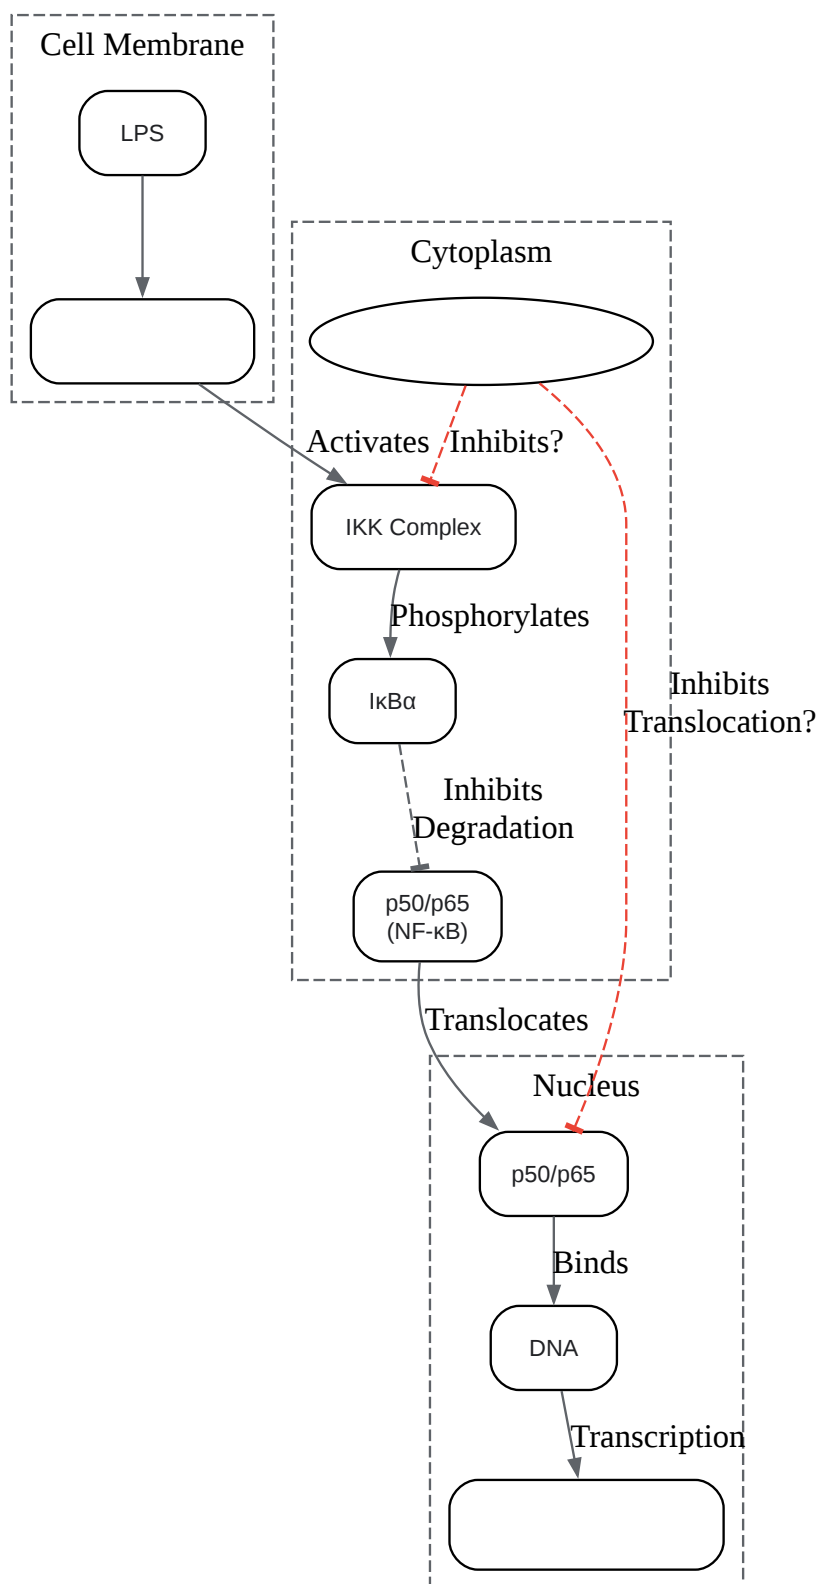 Cell Membrane
LPS
Cytoplasm
Activates
Inhibits?
IKK Complex
Phosphorylates
IκBα
Inhibits
Translocation?
Inhibits
Degradation
p50/p65
(NF-κB)
Translocates
Nucleus
p50/p65
Binds
DNA
Transcription